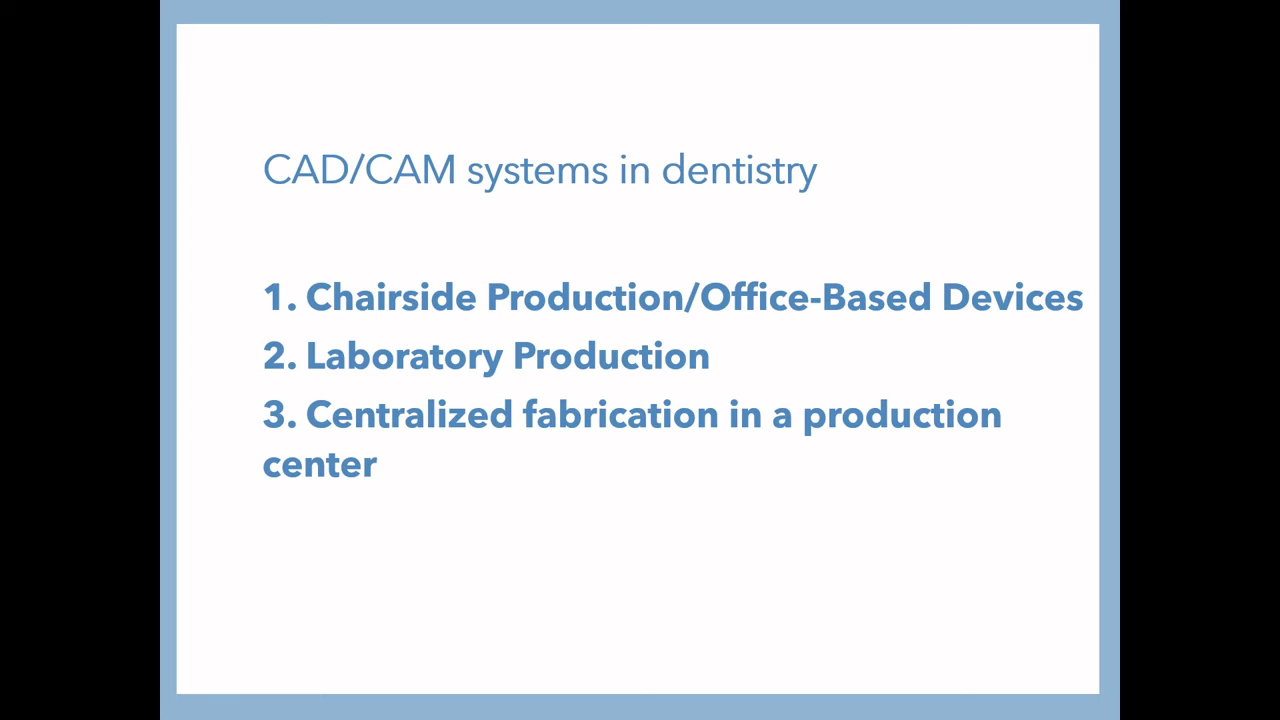 CAD/CAM systems in dentistry
1. Chairside Production/Office-Based Devices
2. Laboratory Production
3. Centralized fabrication in a production
center